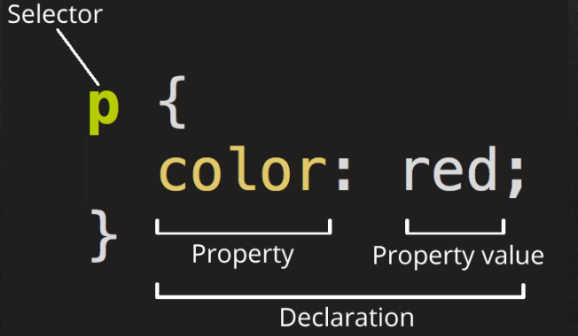 Selector
p {
color: red;
}
Property
Property value
Declaration